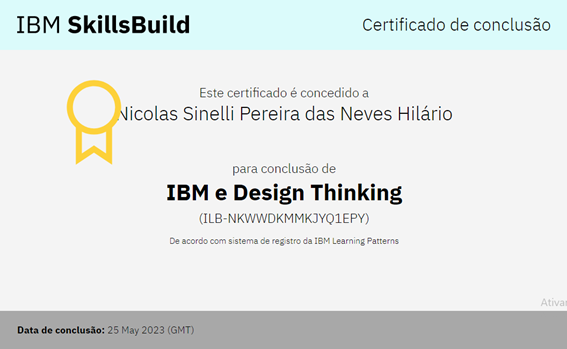 IBM SkillsBuild
Certificado de conclusão
Este certificado é concedido a
Nicolas Sinelli Pereira das Neves Hilário
para conclusão de
IBM e Design Thinking
(ILB-NKWWDKMMKJYQ1EPY)
De acordo com sistema de registro da IBM Learning Patterns
Ativa
Data de conclusão: 25 May 2023 (GMT)